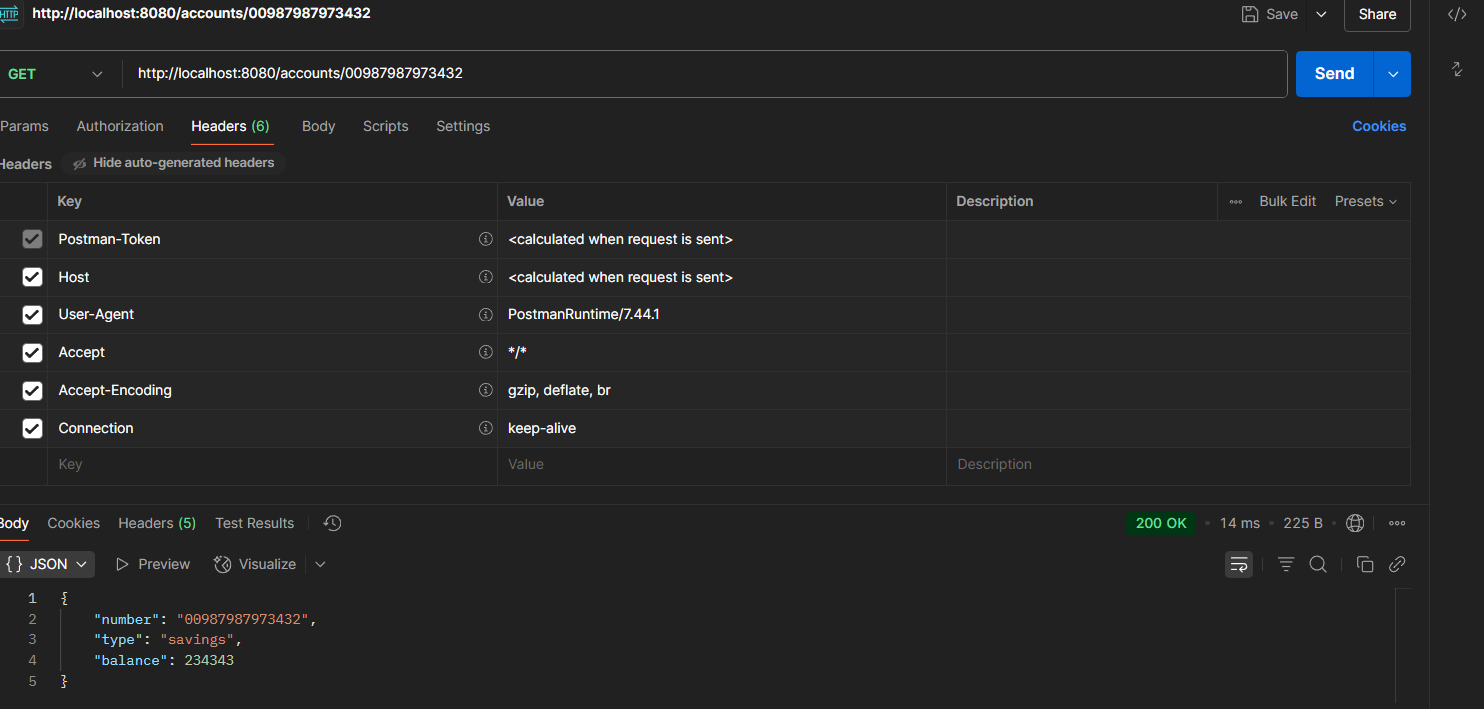 HTTP http://localhost:8080/accounts/00987987973432 Save Share
GET http://localhost:8080/accounts/00987987973432 Send
Params Authorization Headers (6) Body Scripts Settings Cookies
Headers Hide auto-generated headers
Key Value Description Bulk Edit Presets
Postman-Token <calculated when request is sent>
Host <calculated when request is sent>
User-Agent PostmanRuntime/7.44.1
Accept */*
Accept-Encoding gzip, deflate, br
Connection keep-alive
Key Value Description
Body Cookies Headers (5) Test Results 200 OK • 14 ms • 225 B
{} JSON Preview Visualize
1 {
2 "number": "00987987973432",
3 "type": "savings",
4 "balance": 234343
5 }